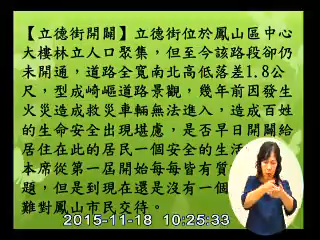 【立德街開闢】立德街位於鳳山區中心
大樓林立人口聚集，但至今該路段卻仍
未開通，道路全寬南北高低落差1.8公
尺，型成崎嶇道路景觀，幾年前因發生
火災造成救災車輛無法進入，造成百姓
的生命安全出現堪慮，是否早日開闢給
居住在此的居民一個安全的生活
本席從第一屆開始每每皆有質
題，但是到現在還是沒有一個
難對鳳山市民交待。
2015-11-18 10:25:33